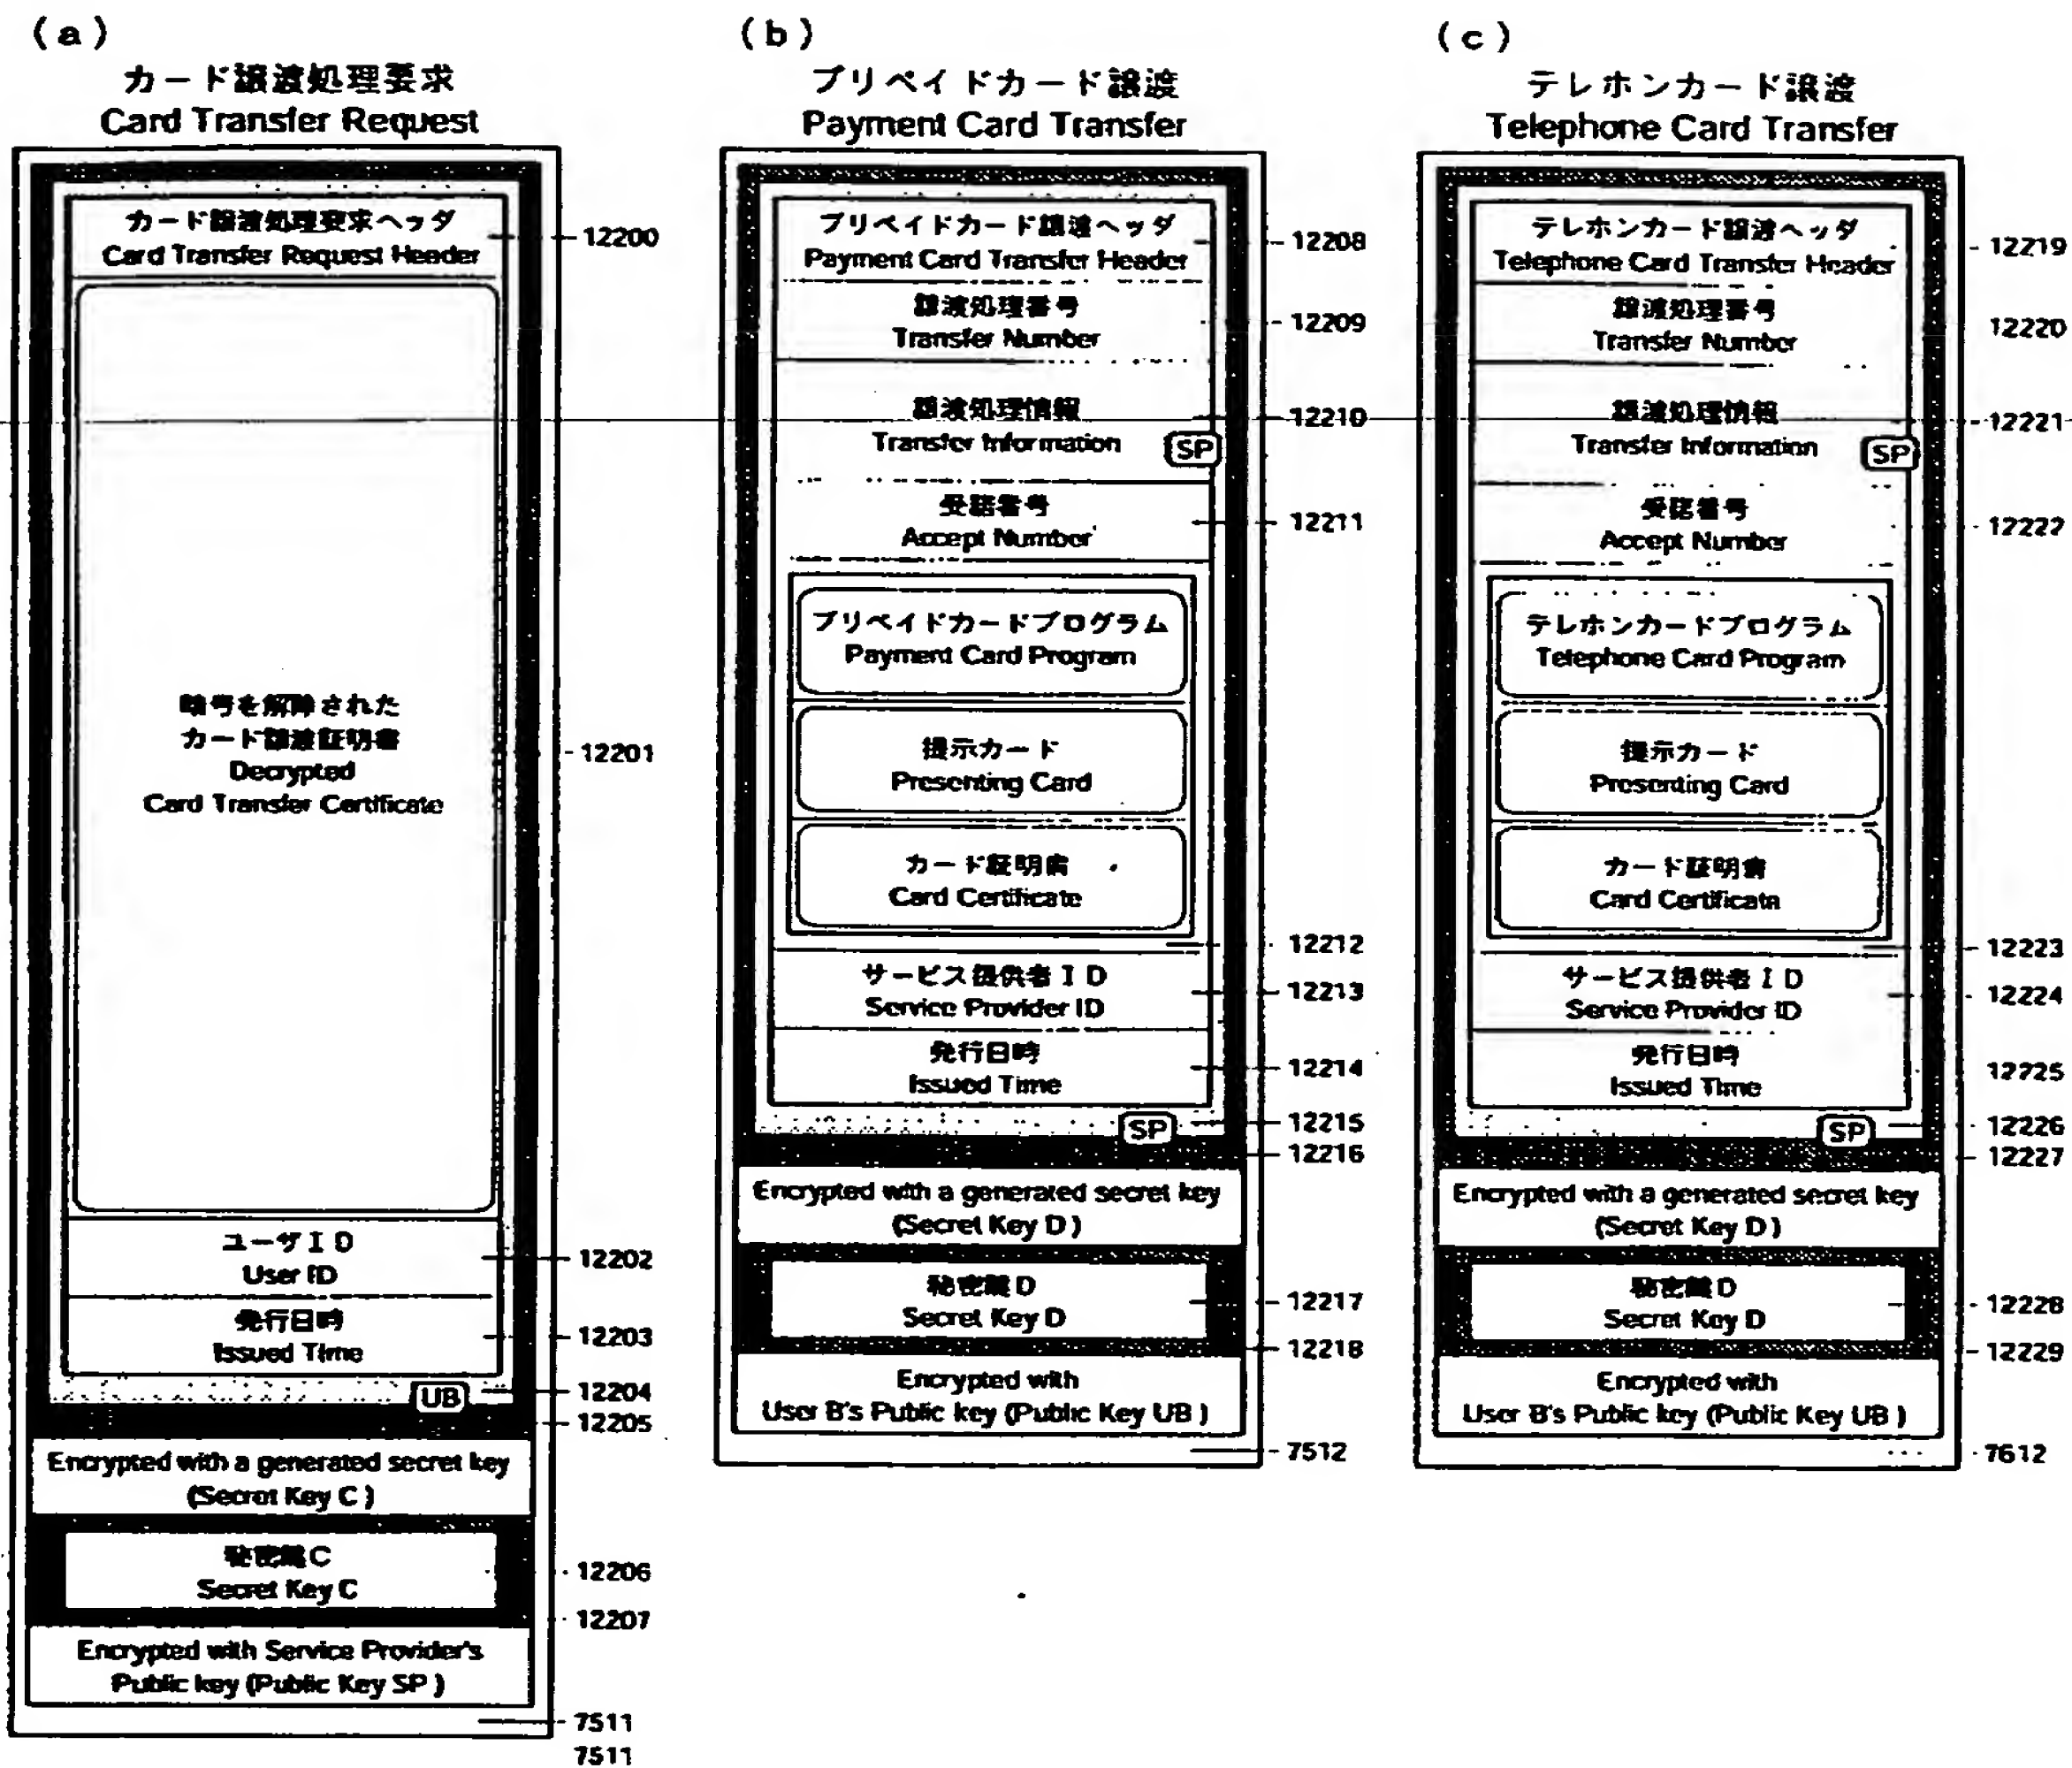 (a)
カード譲渡処理要求
Card Transfer Request
カード譲渡処理要求ヘッダ
Card Transfer Request Header
12200
暗号を解除された
カード譲渡証明書
Decrypted
Card Transfer Certificate
12201
ユーザID
User ID
12202
発行日時
Issued Time
12203
UB
12204
12205
Encrypted with a generated secret key
(Secret Key C)
秘密鍵C
Secret Key C
12206
12207
Encrypted with Service Provider's
Public key (Public Key SP)
7511
7511
(b)
プリペイドカード譲渡
Payment Card Transfer
プリペイドカード譲渡ヘッダ
Payment Card Transfer Header
12208
譲渡処理番号
Transfer Number
12209
譲渡処理情報
Transfer Information
12210
SP
受諾番号
Accept Number
12211
プリペイドカードプログラム
Payment Card Program
提示カード
Presenting Card
カード証明書
Card Certificate
12212
サービス提供者ID
Service Provider ID
12213
発行日時
Issued Time
12214
SP
12215
12216
Encrypted with a generated secret key
(Secret Key D)
秘密鍵D
Secret Key D
12217
12218
Encrypted with
User B's Public key (Public Key UB)
7512
(c)
テレホンカード譲渡
Telephone Card Transfer
テレホンカード譲渡ヘッダ
Telephone Card Transfer Header
12219
譲渡処理番号
Transfer Number
12220
譲渡処理情報
Transfer Information
12221
SP
受諾番号
Accept Number
12222
テレホンカードプログラム
Telephone Card Program
提示カード
Presenting Card
カード証明書
Card Certificate
12223
サービス提供者ID
Service Provider ID
12224
発行日時
Issued Time
12225
SP
12226
12227
Encrypted with a generated secret key
(Secret Key D)
秘密鍵D
Secret Key D
12228
12229
Encrypted with
User B's Public key (Public Key UB)
7612